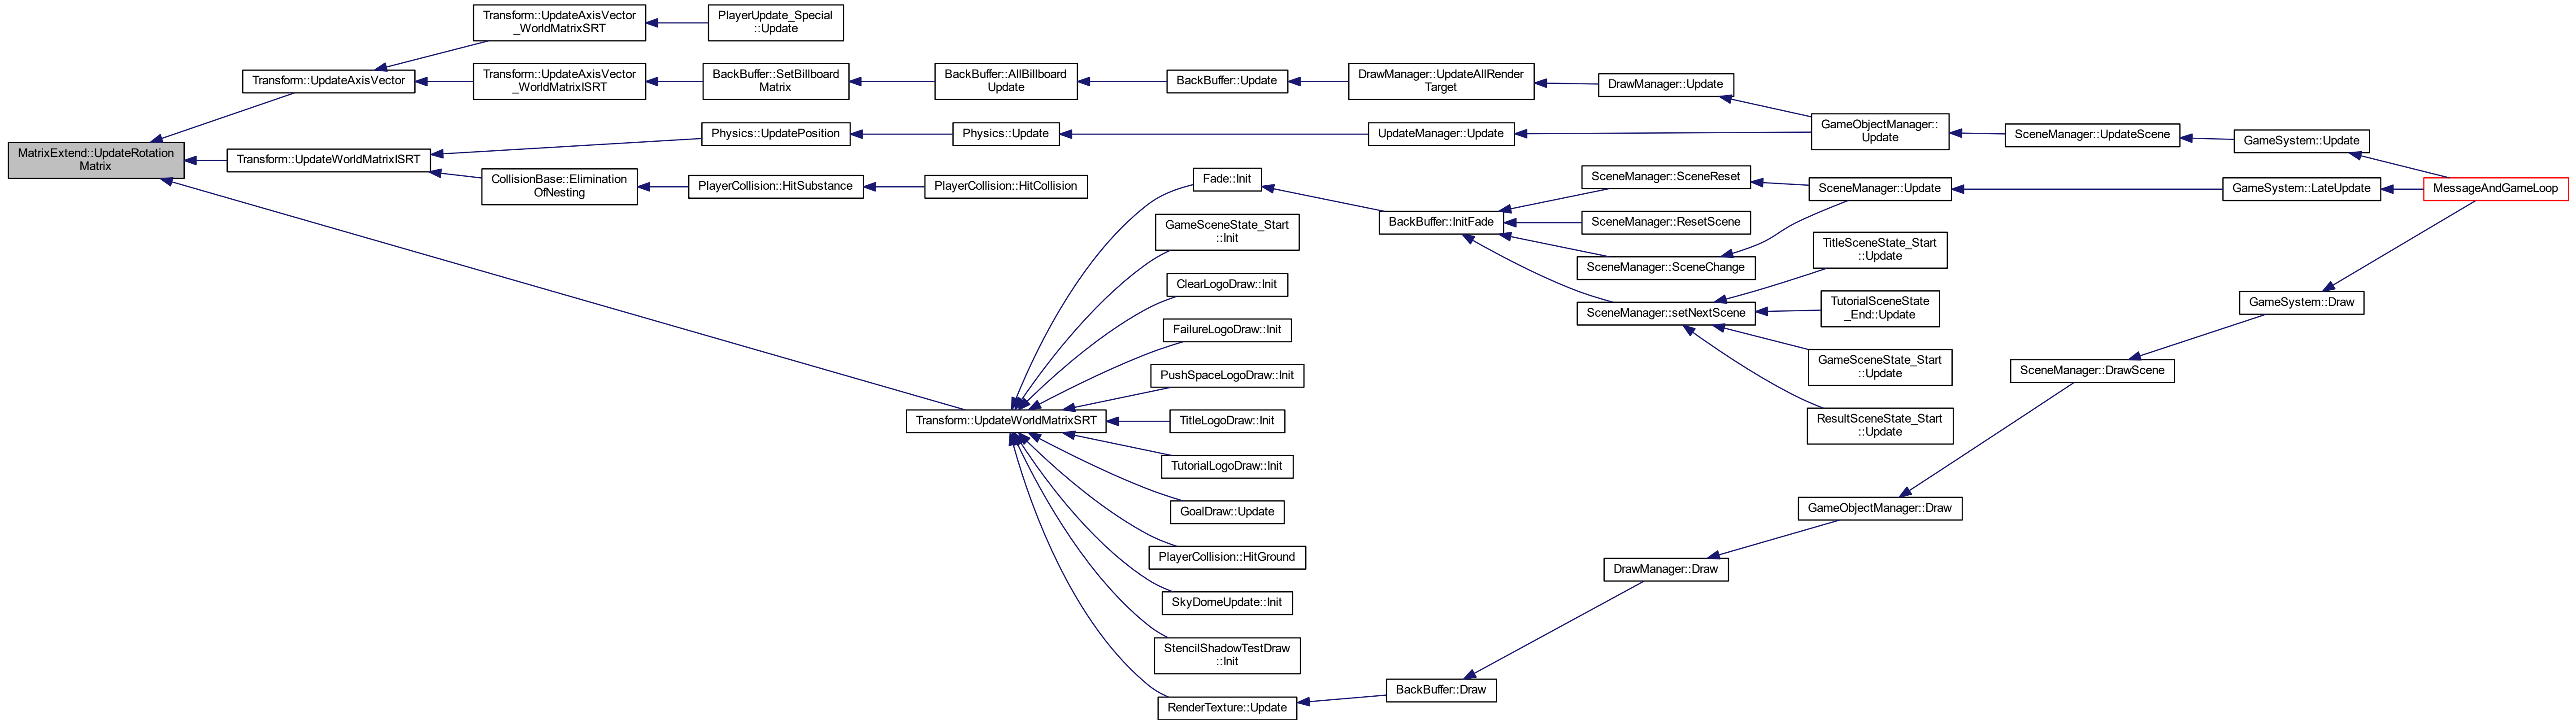 MatrixExtend::UpdateRotation
Matrix
Transform::UpdateAxisVector
Transform::UpdateAxisVector
_WorldMatrixSRT
PlayerUpdate_Special
::Update
Transform::UpdateAxisVector
_WorldMatrixISRT
BackBuffer::SetBillboard
Matrix
BackBuffer::AllBillboard
Update
BackBuffer::Update
DrawManager::UpdateAllRender
Target
DrawManager::Update
GameObjectManager::
Update
SceneManager::UpdateScene
GameSystem::Update
MessageAndGameLoop
Transform::UpdateWorldMatrixISRT
Physics::UpdatePosition
Physics::Update
UpdateManager::Update
CollisionBase::Elimination
OfNesting
PlayerCollision::HitSubstance
PlayerCollision::HitCollision
Transform::UpdateWorldMatrixSRT
Fade::Init
BackBuffer::InitFade
SceneManager::SceneReset
SceneManager::Update
GameSystem::LateUpdate
SceneManager::ResetScene
SceneManager::SceneChange
SceneManager::setNextScene
TitleSceneState_Start
::Update
TutorialSceneState
_End::Update
GameSceneState_Start
::Update
ResultSceneState_Start
::Update
GameSceneState_Start
::Init
ClearLogoDraw::Init
FailureLogoDraw::Init
PushSpaceLogoDraw::Init
TitleLogoDraw::Init
TutorialLogoDraw::Init
GoalDraw::Update
PlayerCollision::HitGround
SkyDomeUpdate::Init
StencilShadowTestDraw
::Init
RenderTexture::Update
BackBuffer::Draw
DrawManager::Draw
GameObjectManager::Draw
SceneManager::DrawScene
GameSystem::Draw